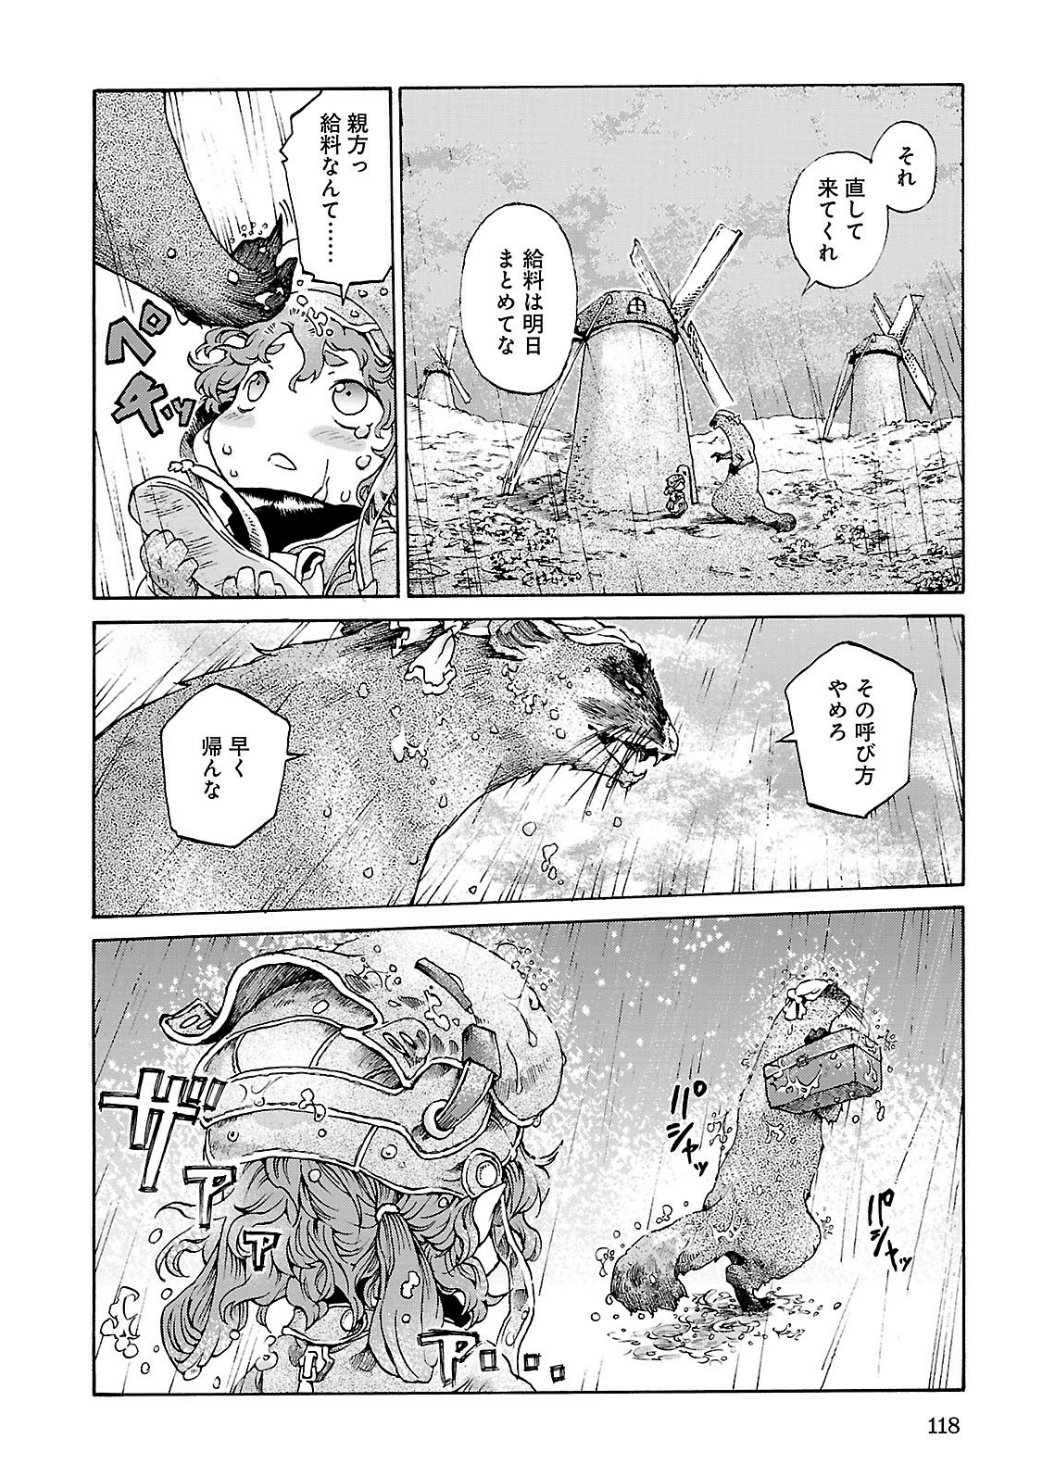 それ
直して
来てくれ
給料は明日
まとめてな
親方っ
給料なんて……
ペロ
ペチッ
その呼び方
やめろ
早く
帰んな
パシャッ
パシャッ
ザァァァ....
118